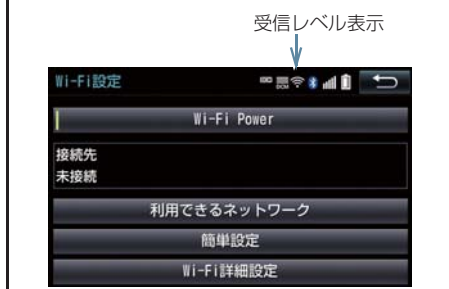 受信レベル表示
Wi-Fi設定
Wi-Fi Power
接続先
未接続
利用できるネットワーク
簡単設定
Wi-Fi詳細設定